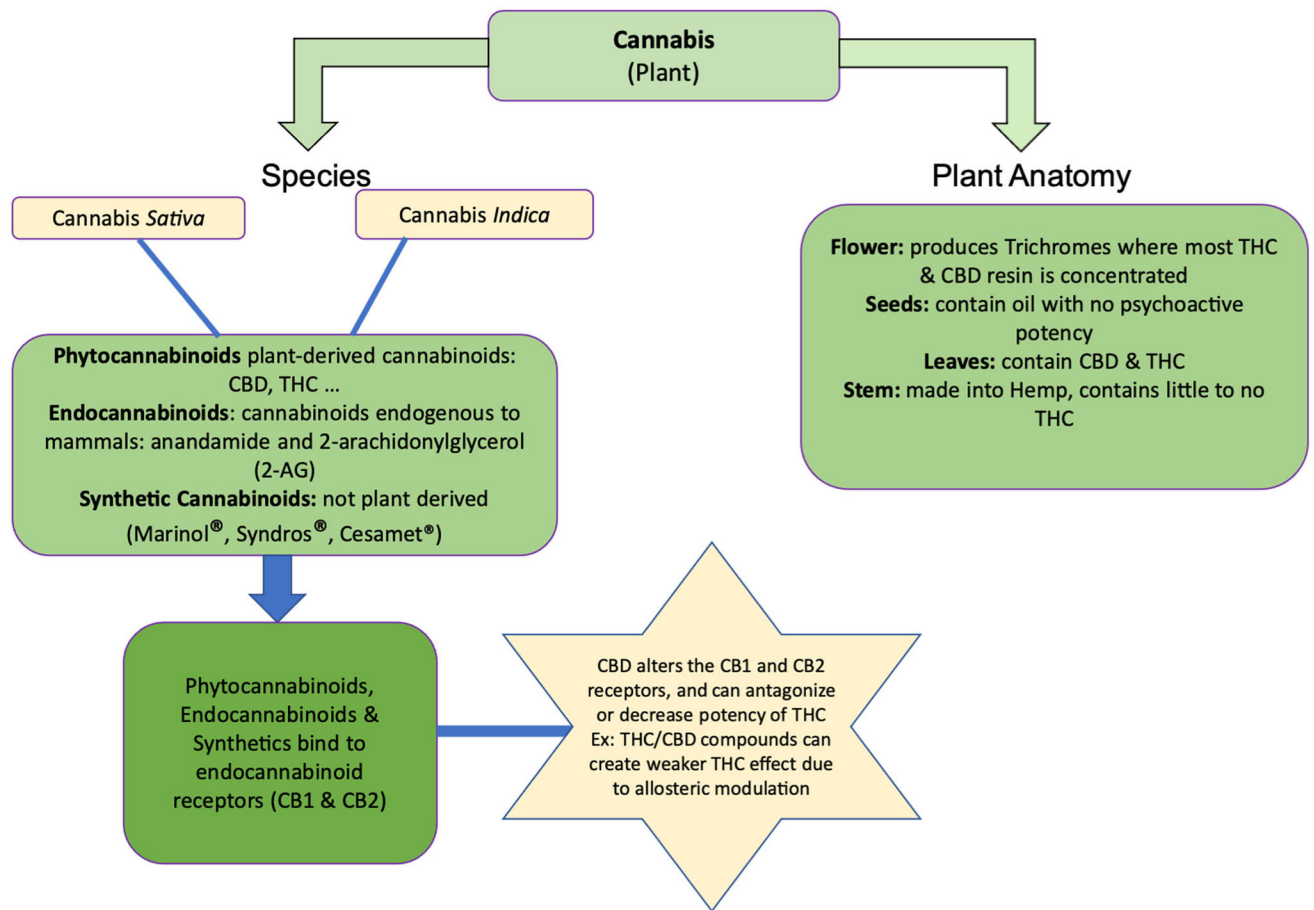 Cannabis
(Plant)
Species
Cannabis Sativa
Cannabis Indica
Phytocannabinoids plant-derived cannabinoids:
CBD, THC ...
Endocannabinoids: cannabinoids endogenous to
mammals: anandamide and 2-arachidonylglycerol
(2-AG)
Synthetic Cannabinoids: not plant derived
(Marinol®, Syndros®, Cesamet®)
Phytocannabinoids,
Endocannabinoids &
Synthetics bind to
endocannabinoid
receptors (CB1 & CB2)
CBD alters the CB1 and CB2
receptors, and can antagonize
or decrease potency of THC
Ex: THC/CBD compounds can
create weaker THC effect due
to allosteric modulation
Plant Anatomy
Flower: produces Trichromes where most THC
& CBD resin is concentrated
Seeds: contain oil with no psychoactive
potency
Leaves: contain CBD & THC
Stem: made into Hemp, contains little to no
THC